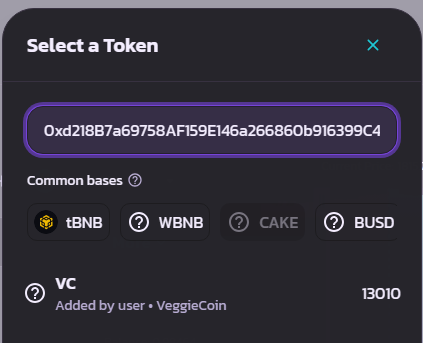 Select a Token
0xd218B7a69758AF159E146a266860b916399C4
Common bases
tBNB WBNB CAKE BUSD
VC
Added by user • VeggieCoin
13010